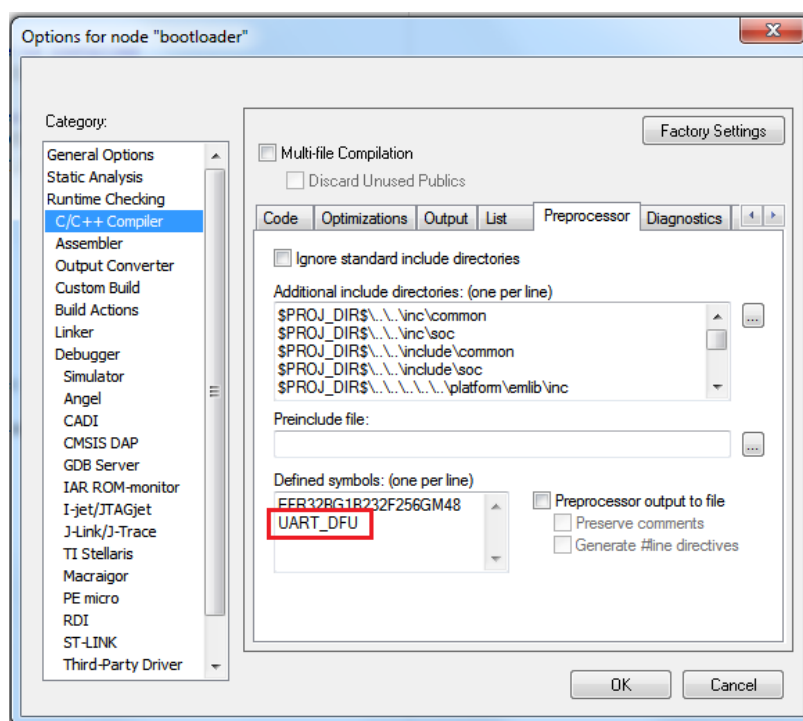 Options for node "bootloader"
Category:
General Options
Static Analysis
Runtime Checking
C/C++ Compiler
Assembler
Output Converter
Custom Build
Build Actions
Linker
Debugger
Simulator
Angel
CADI
CMSIS DAP
GDB Server
IAR ROM-monitor
I-jet/JTAGjet
J-Link/J-Trace
TI Stellaris
Macraigor
PE micro
RDI
ST-LINK
Third-Party Driver
Factory Settings
Multi-file Compilation
Discard Unused Publics
Code Optimizations Output List Preprocessor Diagnostics
Ignore standard include directories
Additional include directories: (one per line)
$PROJ_DIR$\..\..\inc\common
$PROJ_DIR$\..\..\inc\soc
$PROJ_DIR$\..\..\include\common
$PROJ_DIR$\..\..\include\soc
$PROJ_DIR$\..\..\..\..\..\platform\emlib\inc
...
Preinclude file:
...
Defined symbols: (one per line)
EFR32BG1B232F256GM48
UART_DFU
Preprocessor output to file
Preserve comments
Generate #line directives
OK Cancel